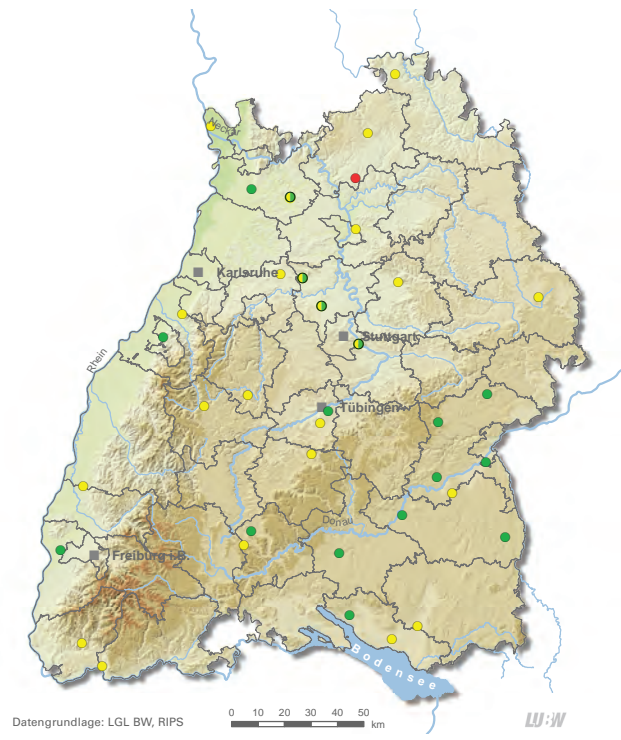 Neckar
Karlsruhe
Stuttgart
Rhein
Tübingen
Donau
Freiburg i.B.
Bodensee
0 10 20 30 40 50
km
Datengrundlage: LGL BW, RIPS
LU:W